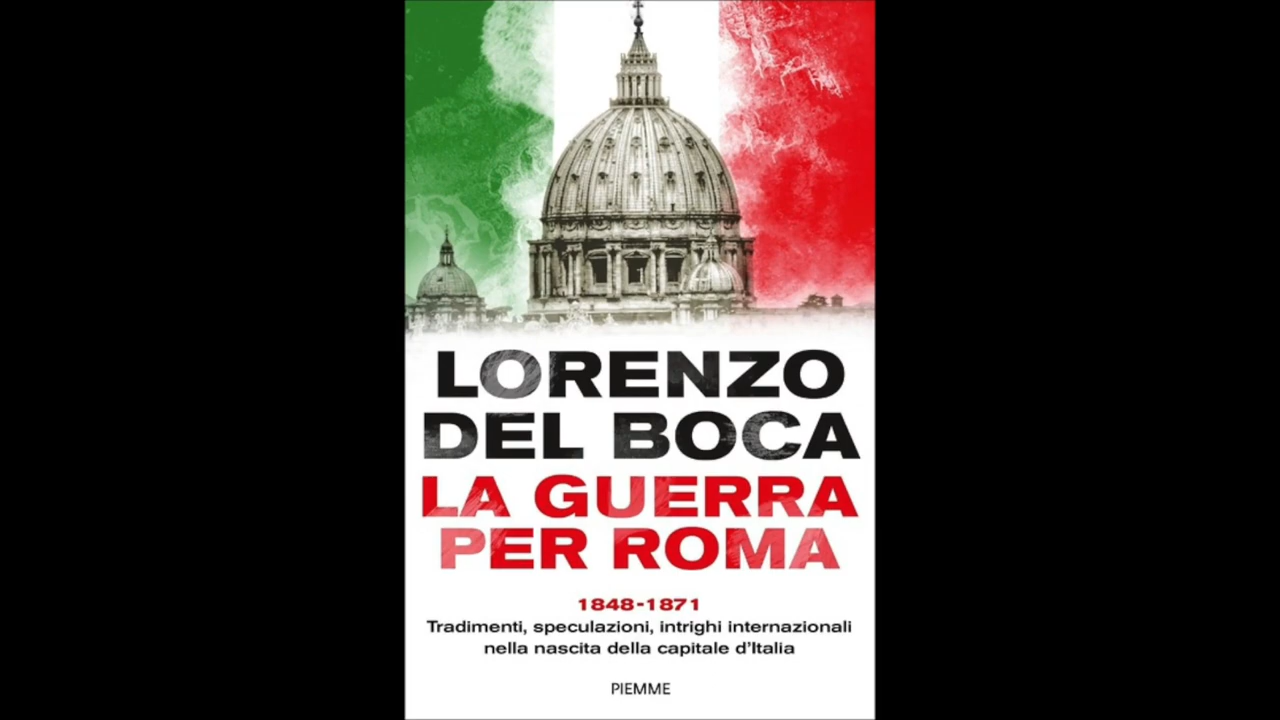 LORENZO
DEL BOCA
LA GUERRA
PER ROMA
1848-1871
Tradimenti, speculazioni, intrighi internazionali
nella nascita della capitale d'Italia
PIEMME